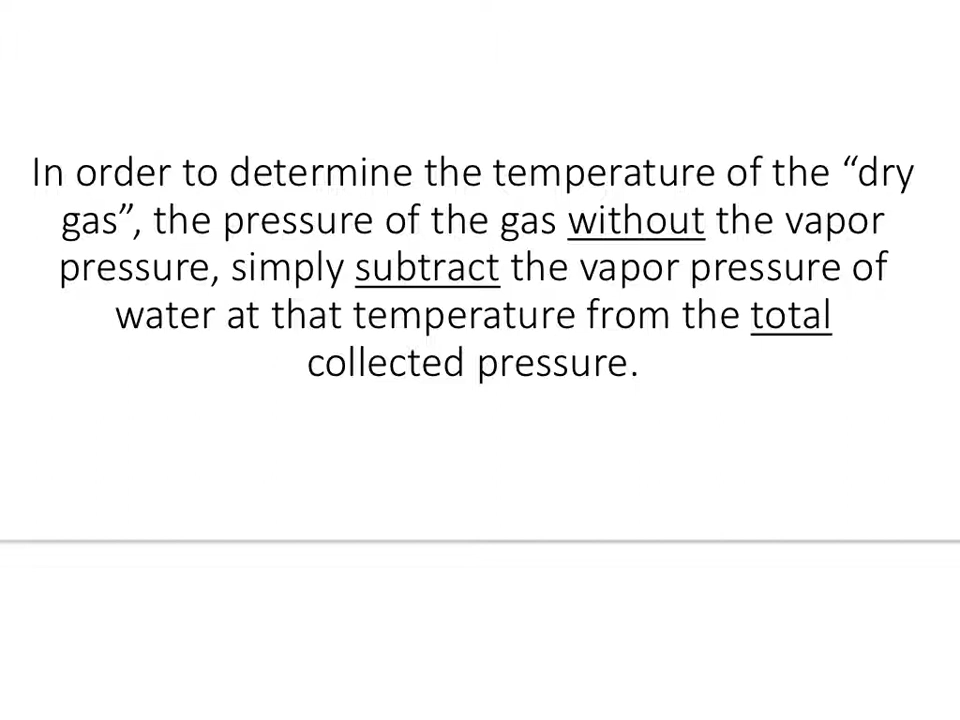 In order to determine the temperature of the “dry
gas”, the pressure of the gas without the vapor
pressure, simply subtract the vapor pressure of
water at that temperature from the total
collected pressure.